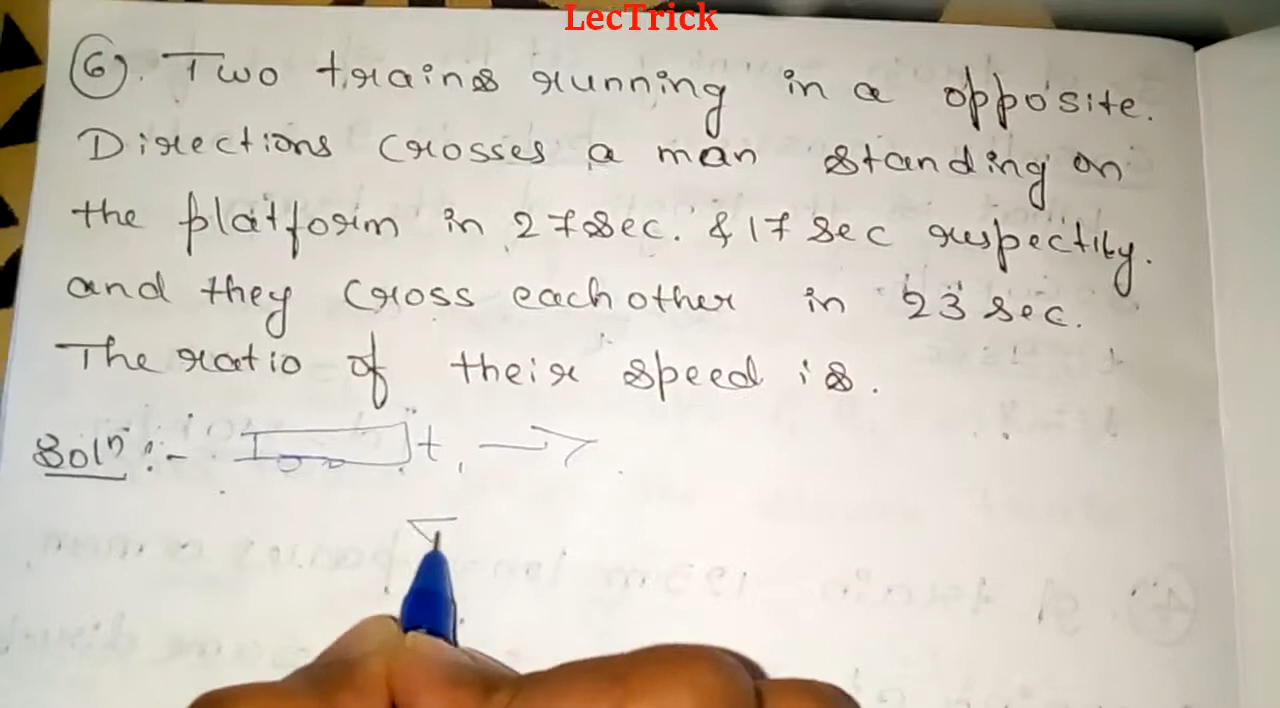 LecTrick
6). Two trains running in a opposite.
Directions crosses a man standing on
the platform in 27 sec. & 17 sec respectily.
and they cross each other in 23 sec.
The ratio of their speed is.
Soln :- t,